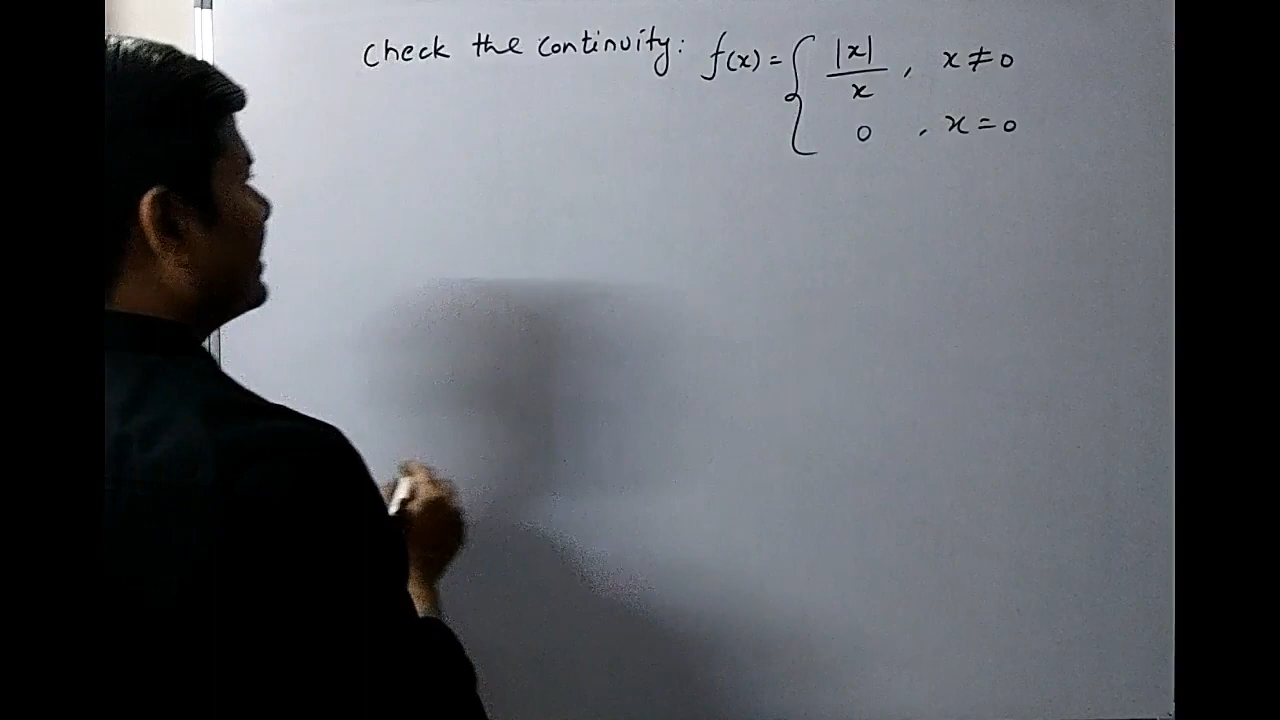 Check the continuity: f(x) = { |x|/x , x ≠ 0
0 , x = 0